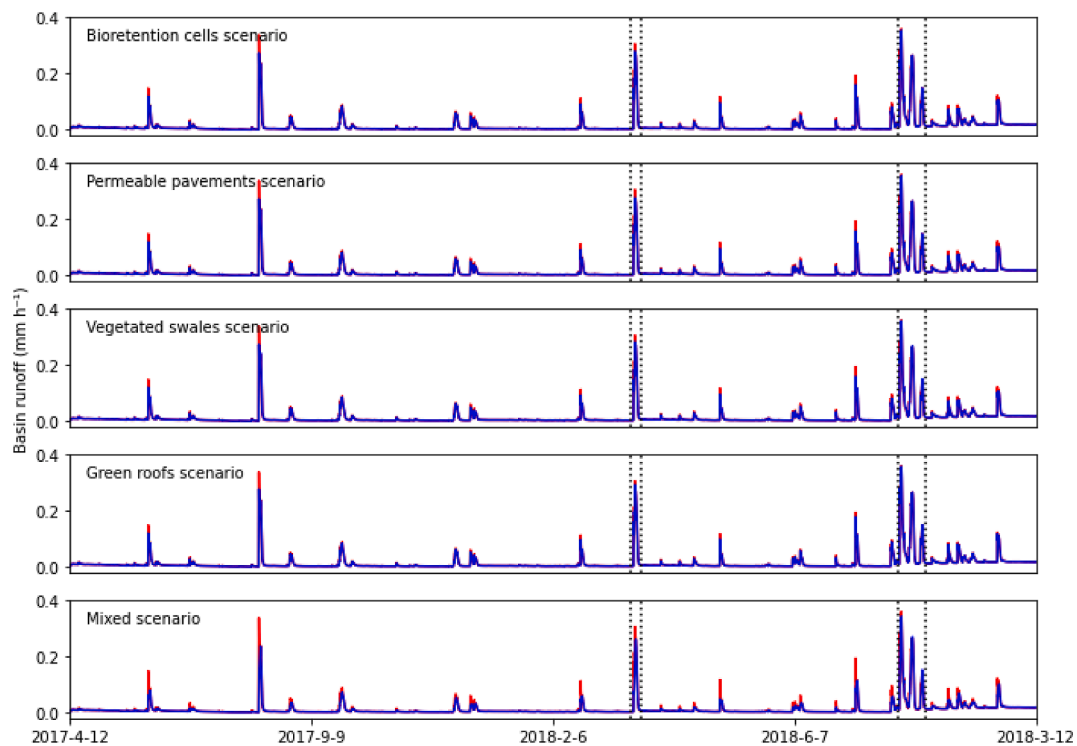 0.4
Bioretention cells scenario
0.2
0.0
0.4
Permeable pavements scenario
0.2
0.0
0.4
Vegetated swales scenario
0.2
0.0
0.4
Green roofs scenario
0.2
0.0
0.4
Mixed scenario
0.2
0.0
Basin runoff (mm h⁻¹)
2017-4-12 2017-9-9 2018-2-6 2018-6-7 2018-3-12